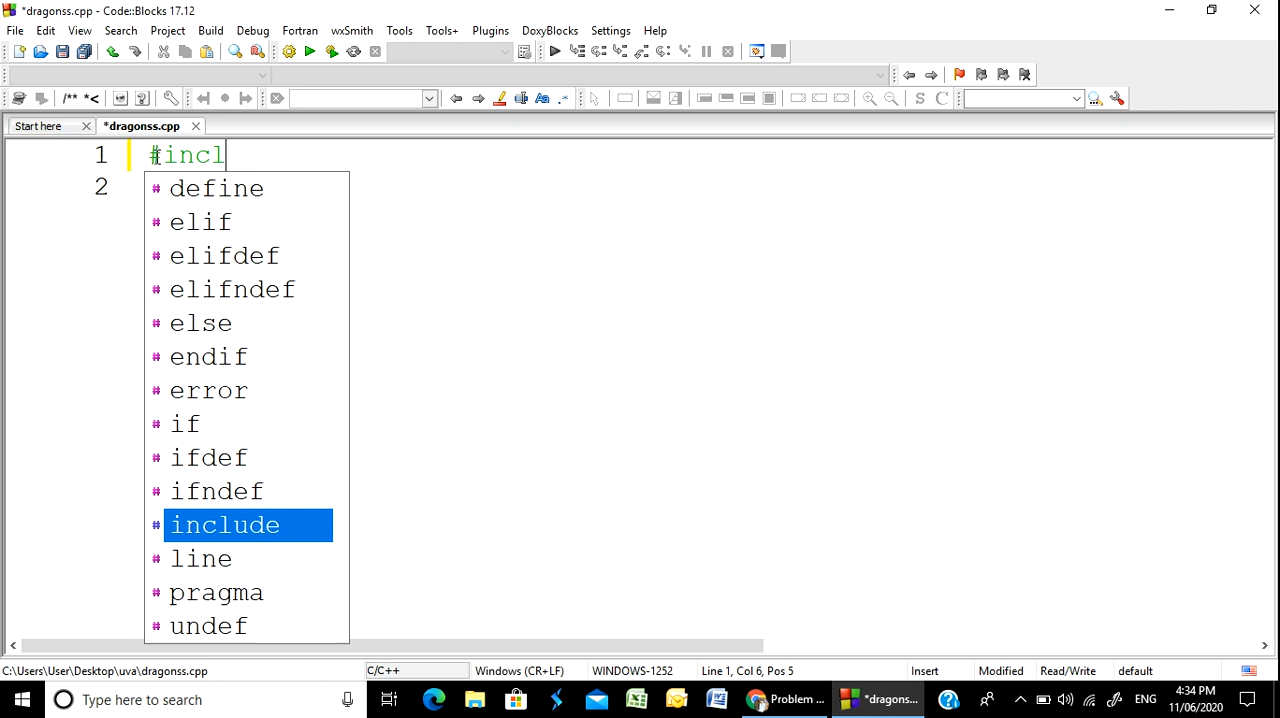 *dragonss.cpp - Code::Blocks 17.12
File Edit View Search Project Build Debug Fortran wxSmith Tools Tools+ Plugins DoxyBlocks Settings Help
/** *<
S C
Start here *dragonss.cpp
1 #incl
2
# define
# elif
# elifdef
# elifndef
# else
# endif
# error
# if
# ifdef
# ifndef
# include
# line
# pragma
# undef
C:\Users\User\Desktop\uva\dragonss.cpp C/C++ Windows (CR+LF) WINDOWS-1252 Line 1, Col 6, Pos 5 Insert Modified Read/Write default
Type here to search Problem ... *dragons... ENG 4:34 PM
11/06/2020